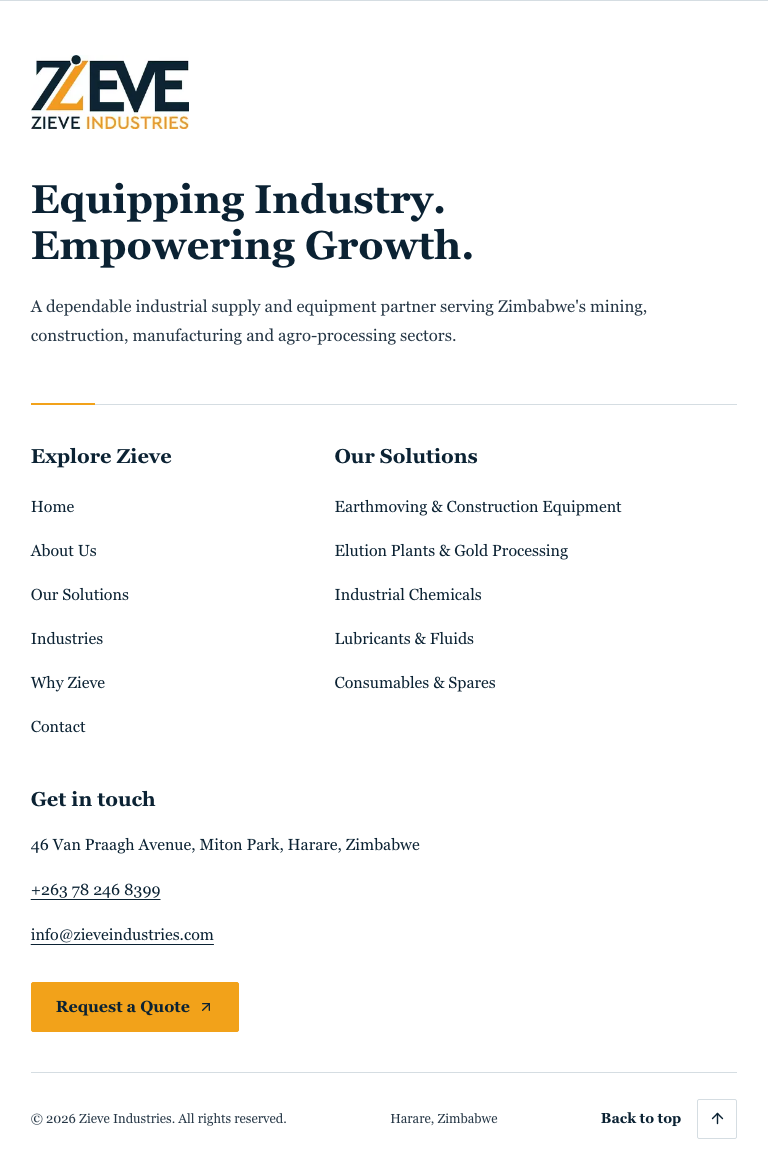 ZiEVE
ZIEVE INDUSTRIES
Equipping Industry.
Empowering Growth.
A dependable industrial supply and equipment partner serving Zimbabwe's mining,
construction, manufacturing and agro-processing sectors.
Explore Zieve
Home
About Us
Our Solutions
Industries
Why Zieve
Contact
Our Solutions
Earthmoving & Construction Equipment
Elution Plants & Gold Processing
Industrial Chemicals
Lubricants & Fluids
Consumables & Spares
Get in touch
46 Van Praagh Avenue, Miton Park, Harare, Zimbabwe
+263 78 246 8399
info@zieveindustries.com
Request a Quote
© 2026 Zieve Industries. All rights reserved.
Harare, Zimbabwe
Back to top